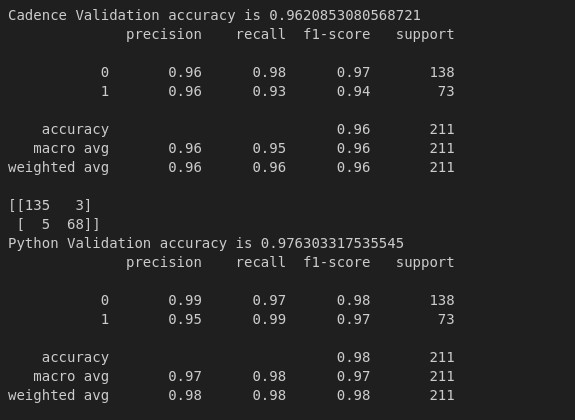 Cadence Validation accuracy is 0.9620853080568721
precision recall f1-score support
0 0.96 0.98 0.97 138
1 0.96 0.93 0.94 73
accuracy 0.96 211
macro avg 0.96 0.95 0.96 211
weighted avg 0.96 0.96 0.96 211
[[135 3]
[ 5 68]]
Python Validation accuracy is 0.976303317535545
precision recall f1-score support
0 0.99 0.97 0.98 138
1 0.95 0.99 0.97 73
accuracy 0.98 211
macro avg 0.97 0.98 0.97 211
weighted avg 0.98 0.98 0.98 211